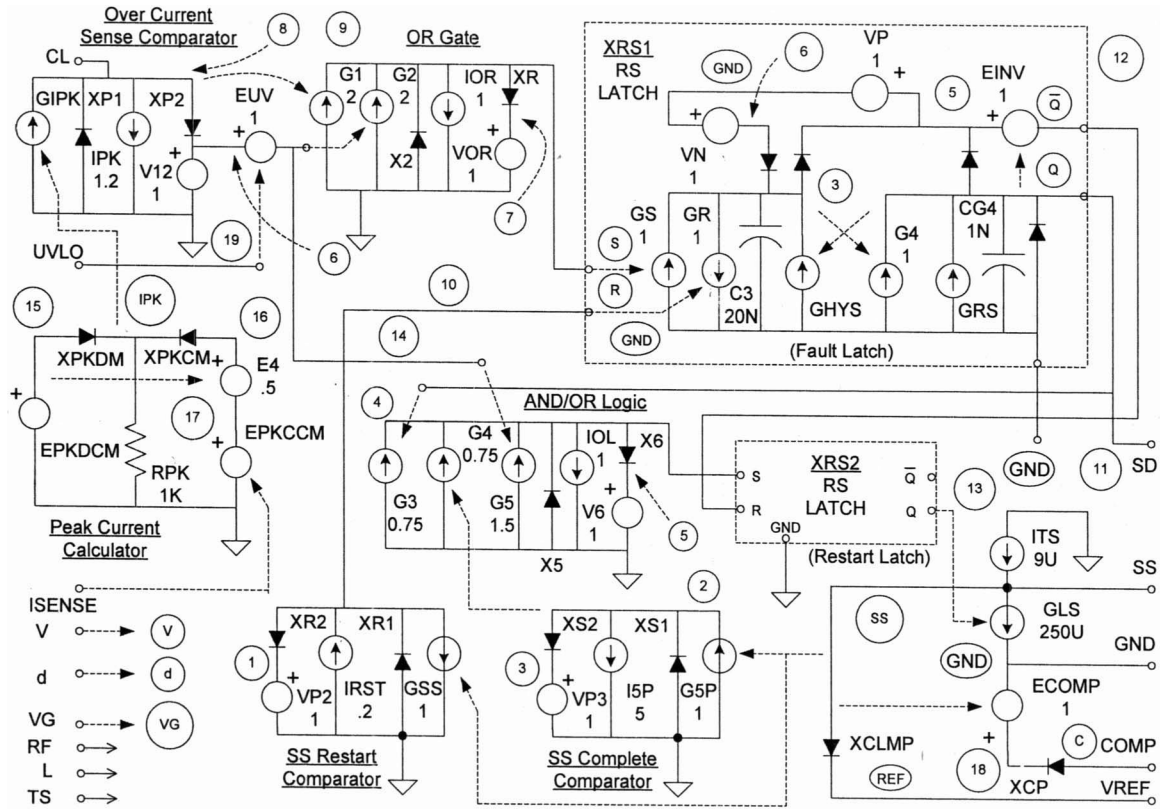 Over Current
Sense Comparator
8
9
OR Gate
CL
GIPK
XP1
XP2
IPK
1.2
V12
1
+
EUV
1
+
G1
2
G2
2
X2
IOR
1
XR
VOR
1
+
7
6
19
UVLO
XRS1
RS
LATCH
GND
6
VP
1
+
5
EINV
1
+
Q
Q
12
+
VN
1
3
GS
1
GR
1
S
R
GND
C3
20N
GHYS
G4
1
CG4
1N
GRS
(Fault Latch)
GND
10
14
15
IPK
16
XPKDM
XPKCM
+
E4
.5
+
17
+
EPKDCM
RPK
1K
EPKCCM
Peak Current
Calculator
4
AND/OR Logic
G3
0.75
G4
0.75
G5
1.5
X5
IOL
1
X6
V6
1
+
5
S
R
XRS2
RS
LATCH
Q
Q
GND
(Restart Latch)
13
11
SD
ITS
9U
SS
SS
GLS
250U
GND
GND
ECOMP
1
+
18
C
COMP
XCLMP
REF
XCP
VREF
ISENSE
V
V
d
d
VG
VG
RF
L
TS
1
XR2
+
VP2
1
IRST
.2
XR1
GSS
1
SS Restart
Comparator
2
3
XS2
+
VP3
1
I5P
5
XS1
G5P
1
SS Complete
Comparator